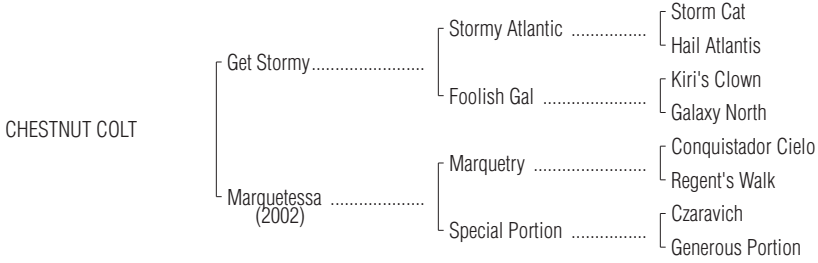 Storm Cat
Stormy Atlantic ................
Hail Atlantis
Get Stormy........................
Kiri's Clown
Foolish Gal ......................
Galaxy North
CHESTNUT COLT
Conquistador Cielo
Marquetry ........................
Regent's Walk
Marquetessa ....................
(2002)
Czaravich
Special Portion ................
Generous Portion